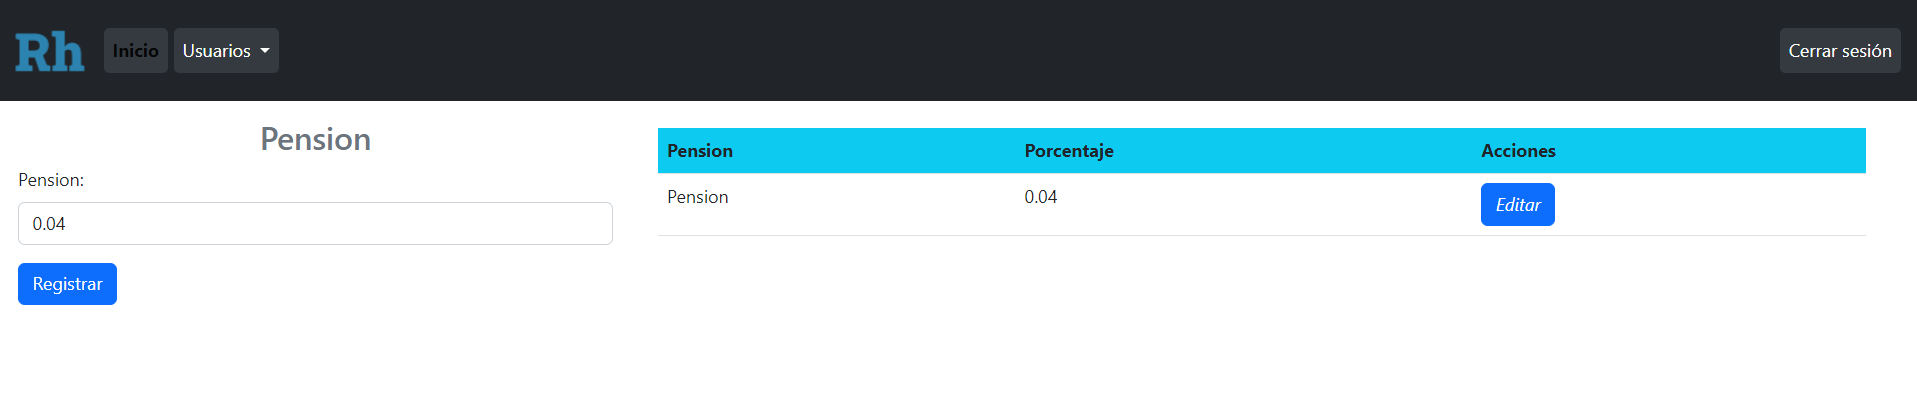 Rh Inicio Usuarios Cerrar sesión
Pension
Pension:
0.04
Registrar
Pension Porcentaje Acciones
Pension 0.04 Editar